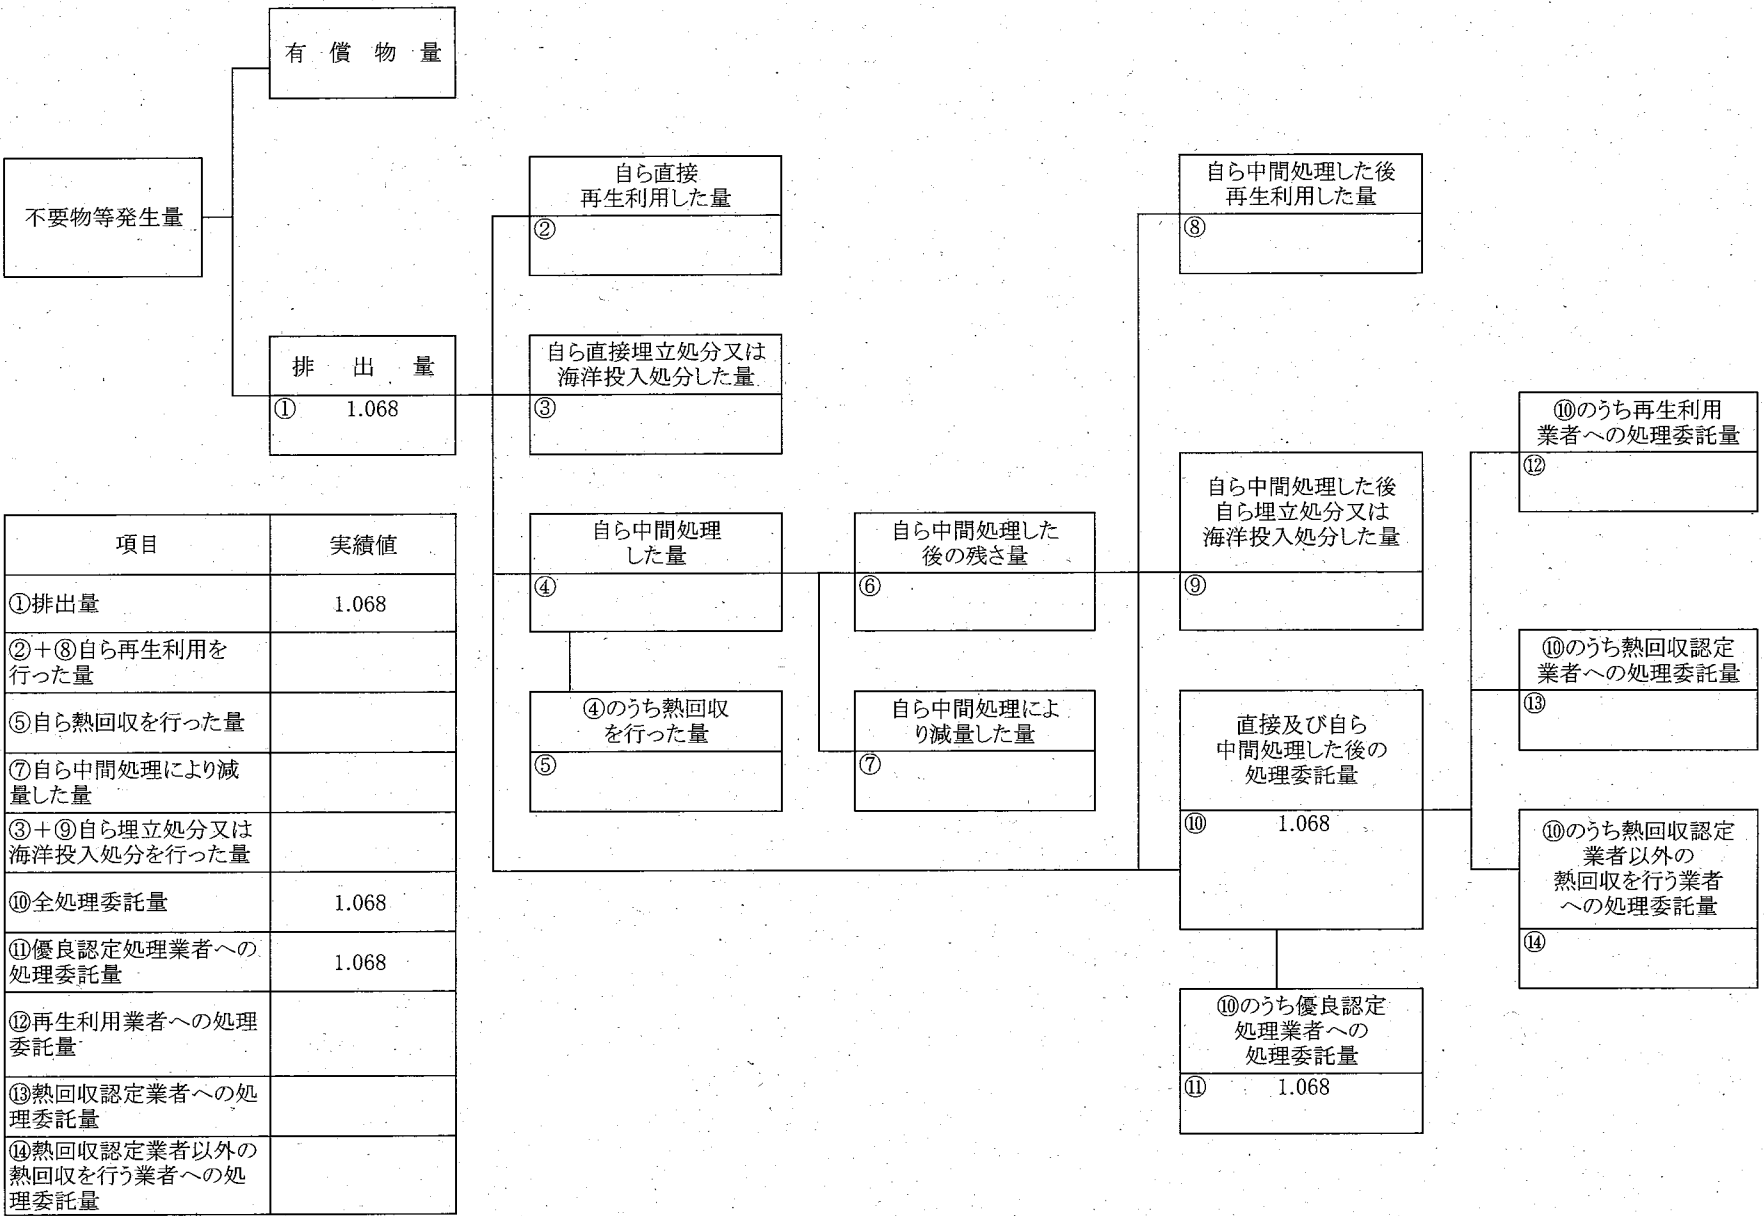 有償物量
不要物等発生量
排出量
① 1.068
自ら直接
再生利用した量
②
自ら直接埋立処分又は
海洋投入処分した量
③
自ら中間処理
した量
④
④のうち熱回収
を行った量
⑤
自ら中間処理した
後の残さ量
⑥
自ら中間処理によ
り減量した量
⑦
自ら中間処理した後
再生利用した量
⑧
自ら中間処理した後
自ら埋立処分又は
海洋投入処分した量
⑨
直接及び自ら
中間処理した後の
処理委託量
⑩ 1.068
⑩のうち優良認定
処理業者への
処理委託量
⑪ 1.068
⑩のうち再生利用
業者への処理委託量
⑫
⑩のうち熱回収認定
業者への処理委託量
⑬
⑩のうち熱回収認定
業者以外の
熱回収を行う業者
への処理委託量
⑭
項目 実績値
①排出量 1.068
②＋⑧自ら再生利用を
行った量
⑤自ら熱回収を行った量
⑦自ら中間処理により減
量した量
③＋⑨自ら埋立処分又は
海洋投入処分を行った量
⑩全処理委託量 1.068
⑪優良認定処理業者への
処理委託量 1.068
⑫再生利用業者への処理
委託量
⑬熱回収認定業者への処
理委託量
⑭熱回収認定業者以外の
熱回収を行う業者への処
理委託量